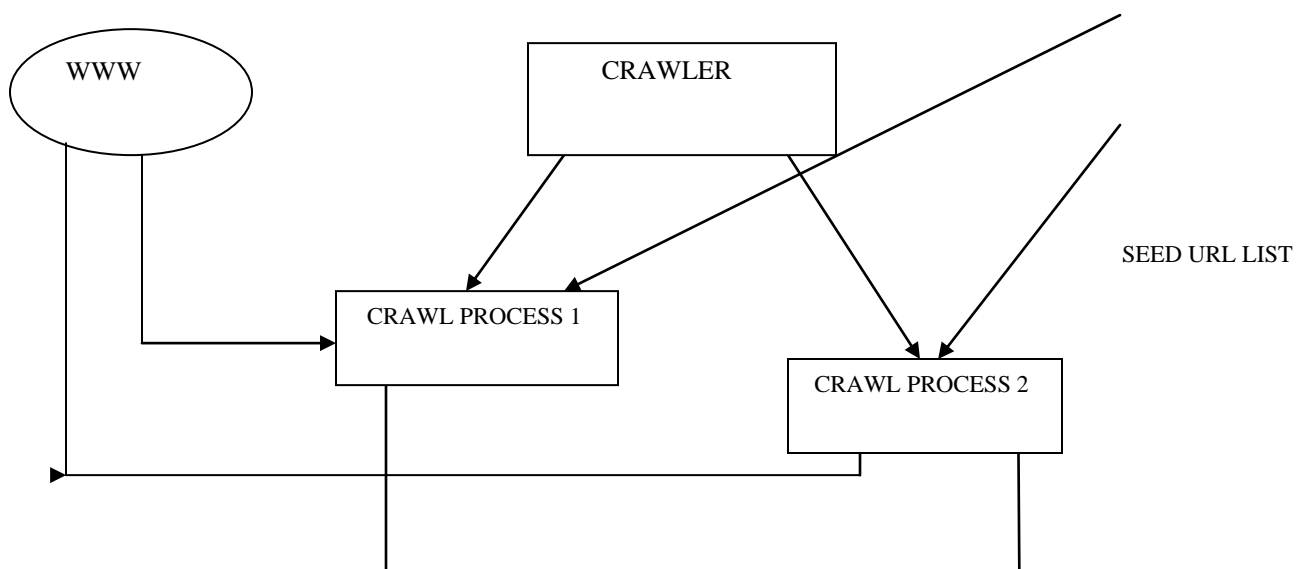 WWW
CRAWLER
SEED URL LIST
CRAWL PROCESS 1
CRAWL PROCESS 2